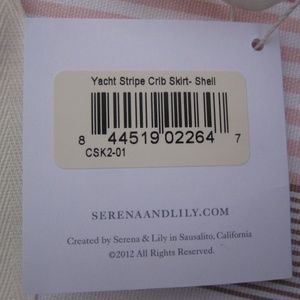 Yacht Stripe Crib Skirt- Shell
8 44519 02264 7
CSK2-01
SERENAANDLILY.COM
Created by Serena & Lily in Sausalito, California
©2012 All Rights Reserved.